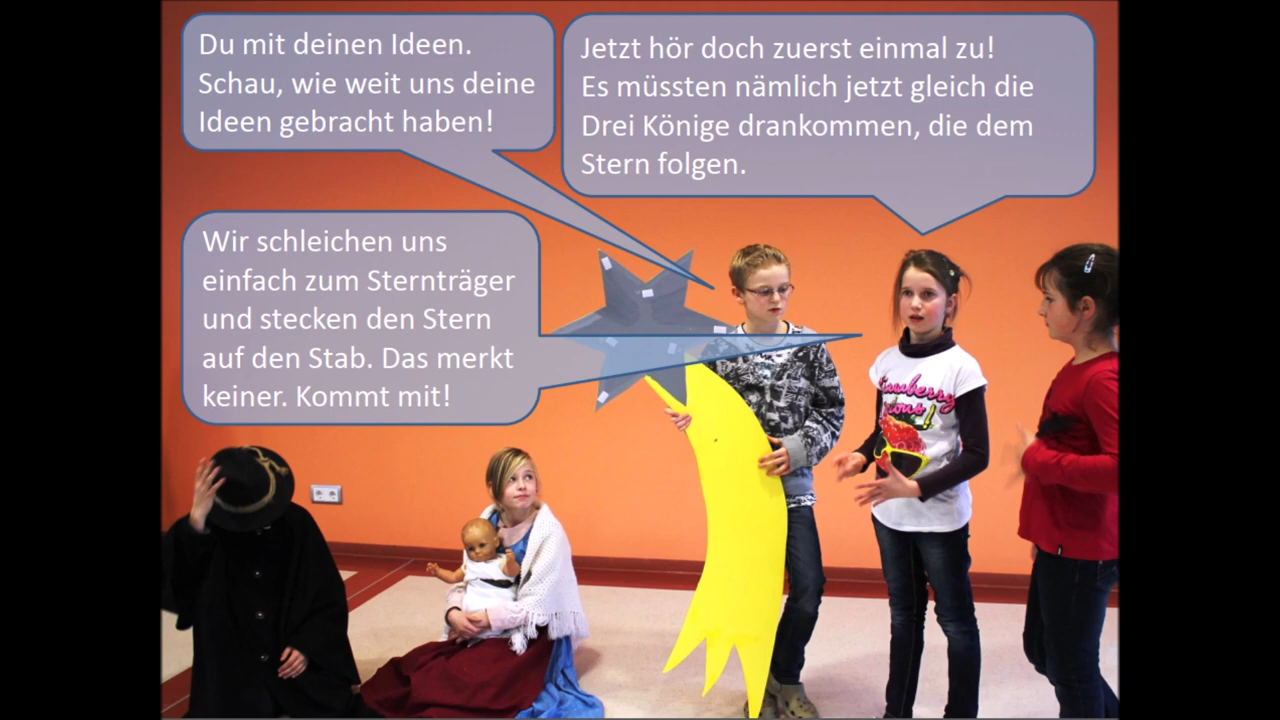 Du mit deinen Ideen.
Schau, wie weit uns deine
Ideen gebracht haben!
Jetzt hör doch zuerst einmal zu!
Es müssten nämlich jetzt gleich die
Drei Könige drankommen, die dem
Stern folgen.
Wir schleichen uns
einfach zum Sternträger
und stecken den Stern
auf den Stab. Das merkt
keiner. Kommt mit!